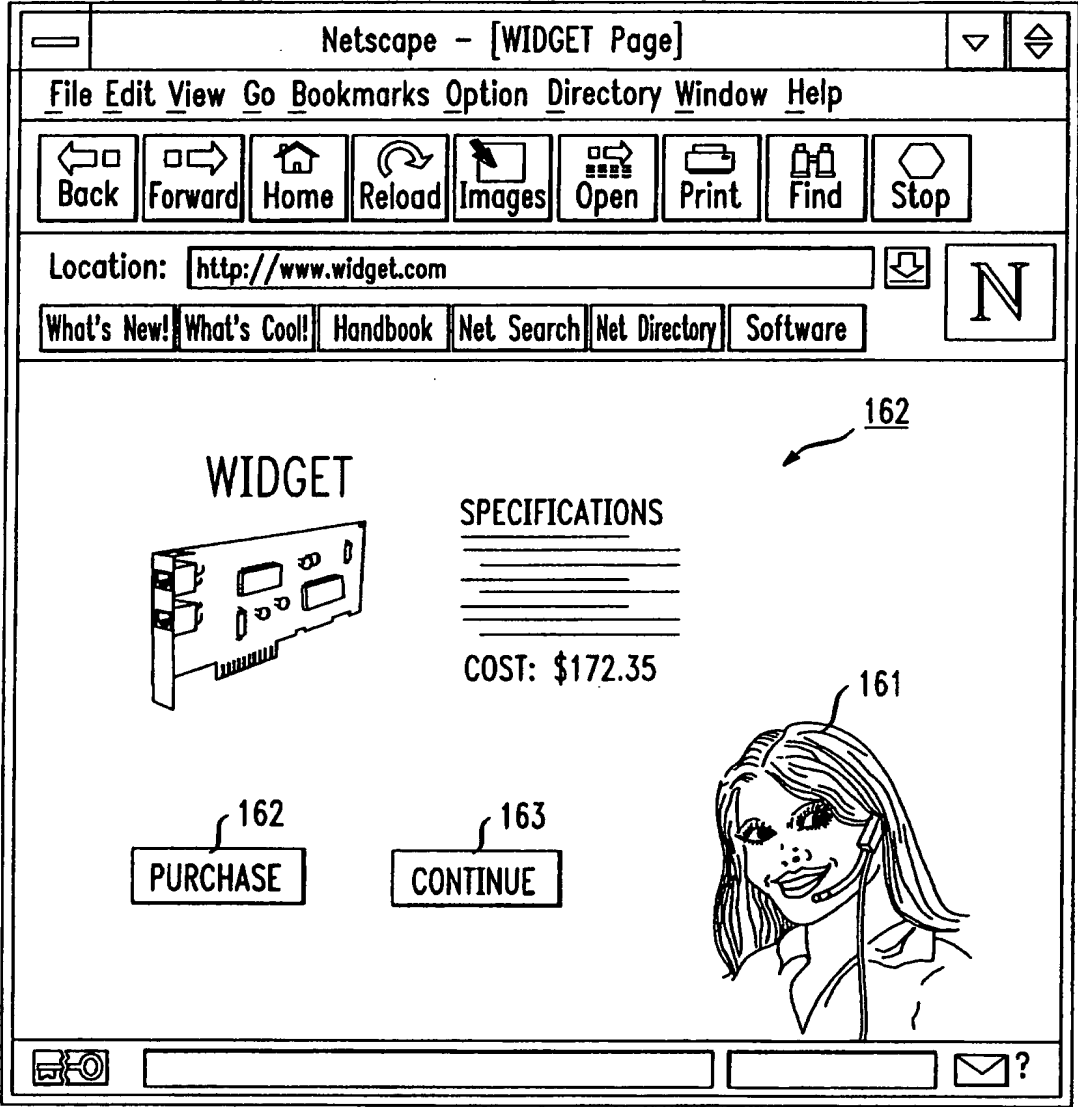 Netscape - [WIDGET Page]
File Edit View Go Bookmarks Option Directory Window Help
Back Forward Home Reload Images Open Print Find Stop
Location: http://www.widget.com
N
What's New! What's Cool! Handbook Net Search Net Directory Software
162
WIDGET
SPECIFICATIONS
COST: $172.35
161
162 163
PURCHASE CONTINUE
?